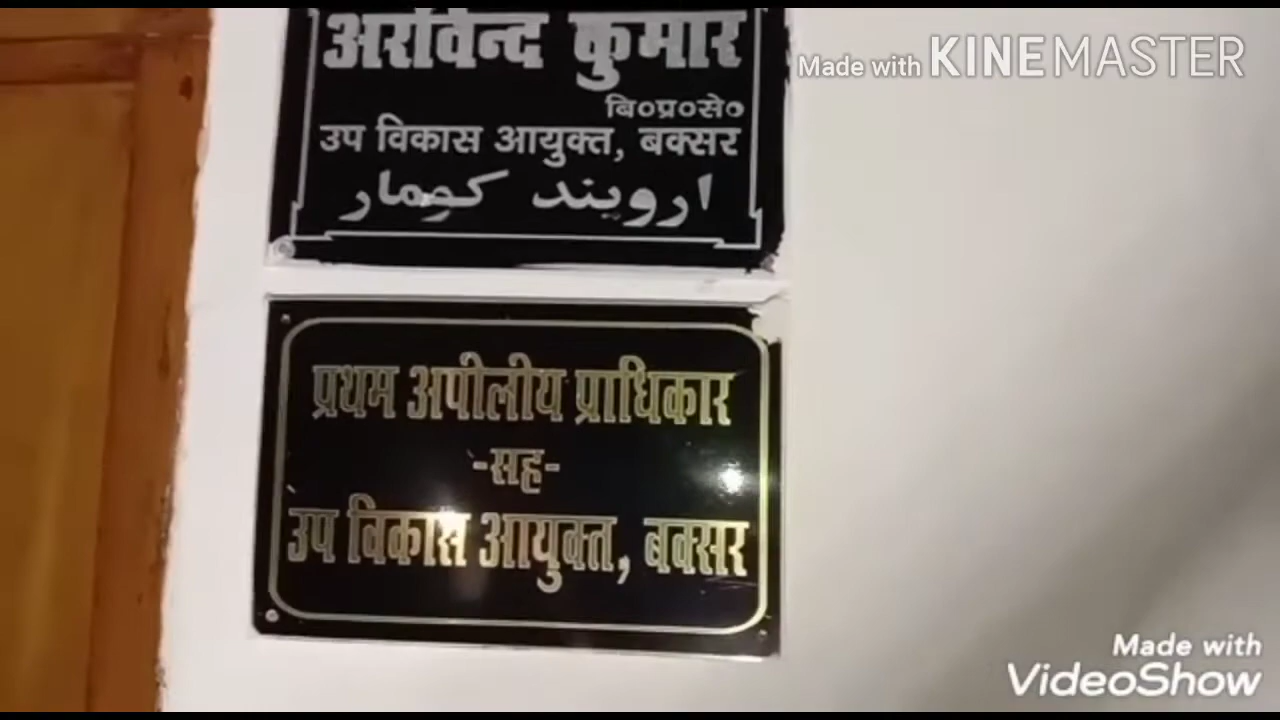 अरविन्द कुमार
बि०प्र०से०
उप विकास आयुक्त, बक्सर
ارویند کمار
प्रथम अपीलीय प्राधिकार
-सह-
उप विकास आयुक्त, बक्सर
Made with KINEMASTER
Made with
VideoShow